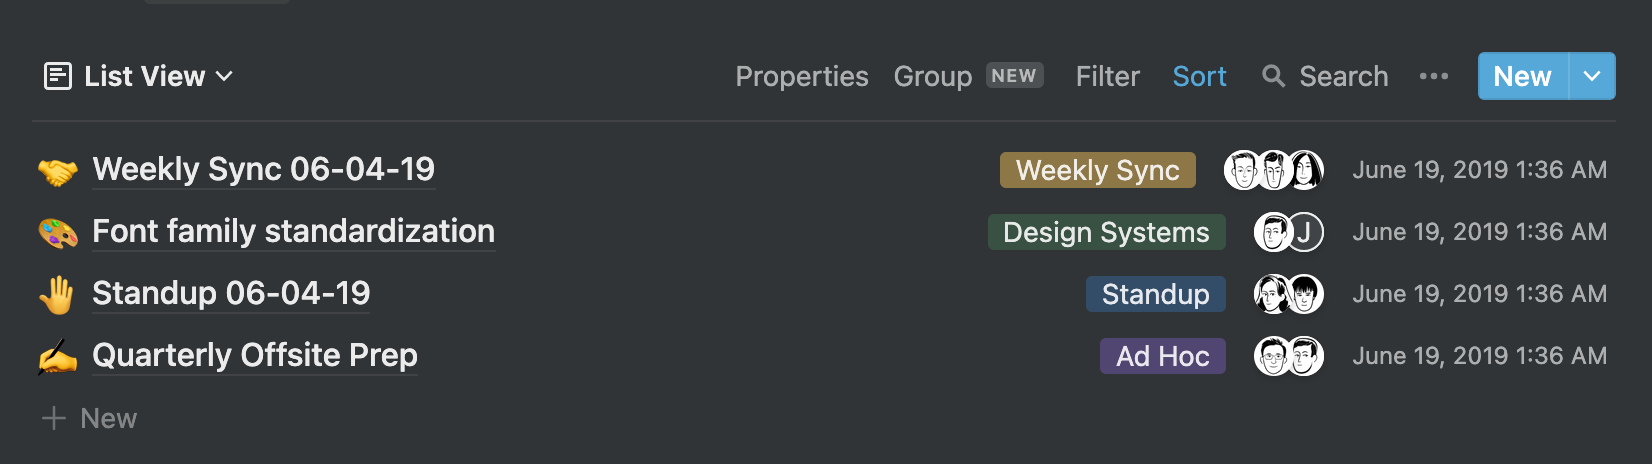 List View Properties Group NEW Filter Sort Search New
Weekly Sync 06-04-19 Weekly Sync June 19, 2019 1:36 AM
Font family standardization Design Systems J June 19, 2019 1:36 AM
Standup 06-04-19 Standup June 19, 2019 1:36 AM
Quarterly Offsite Prep Ad Hoc June 19, 2019 1:36 AM
+ New